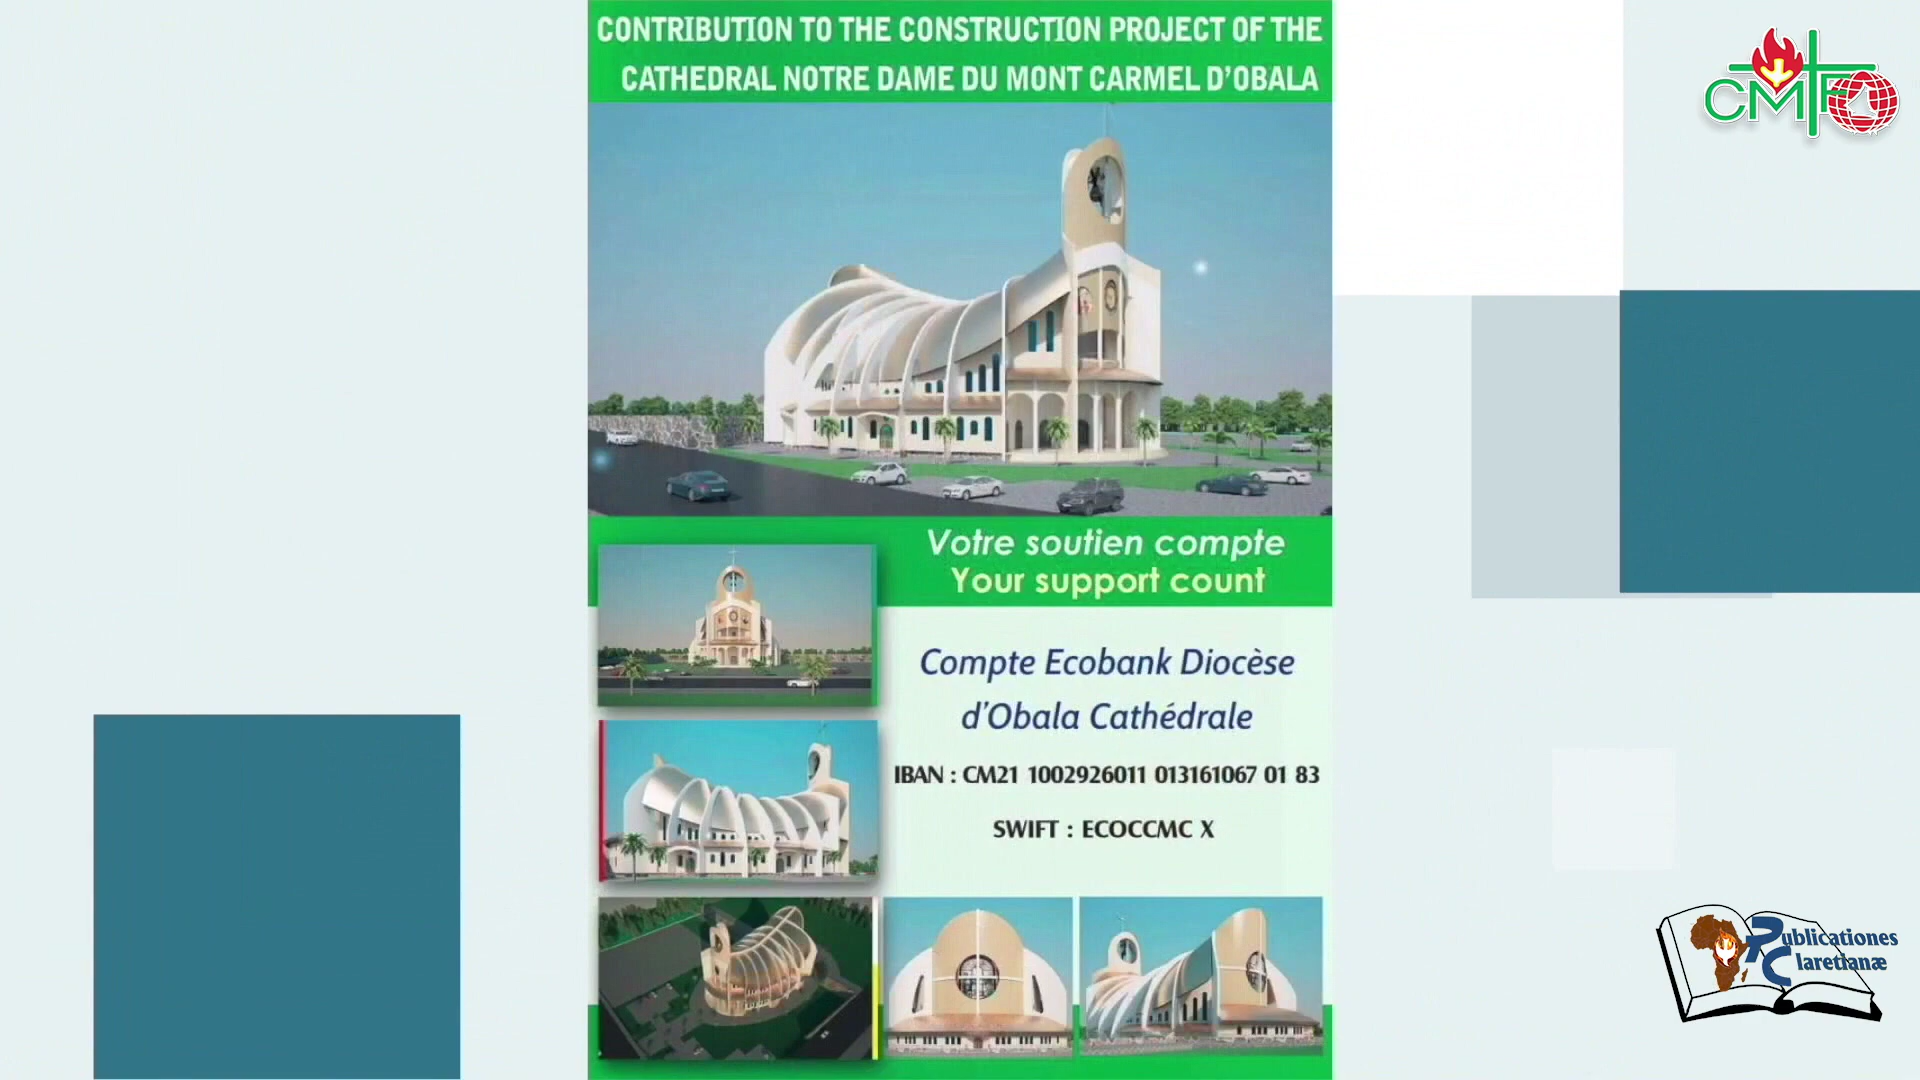 CONTRIBUTION TO THE CONSTRUCTION PROJECT OF THE
CATHEDRAL NOTRE DAME DU MONT CARMEL D'OBALA
CMF
Votre soutien compte
Your support count
Compte Ecobank Diocèse
d'Obala Cathédrale
IBAN : CM21 1002926011 013161067 01 83
SWIFT : ECOCCMC X
Publicationes
Claretianæ